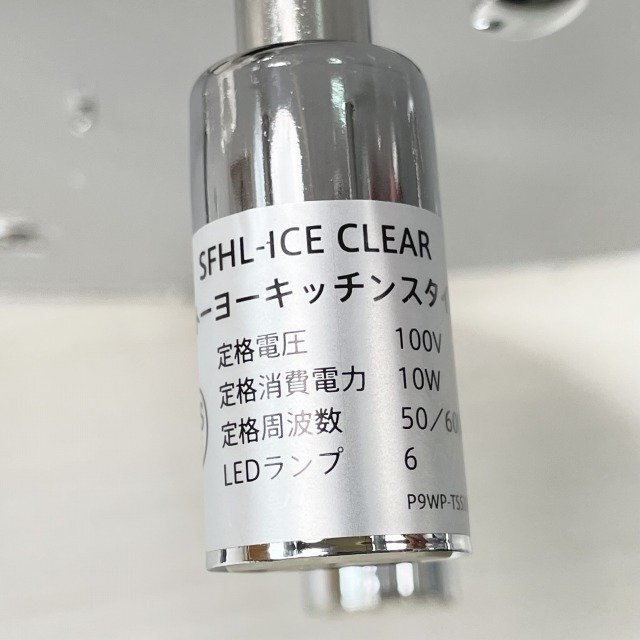 SFHL-ICE CLEAR
ーヨーキッチンスタイ
定格電圧 100V
定格消費電力 10W
定格周波数 50/60
LEDランプ 6
P9WP-TSS